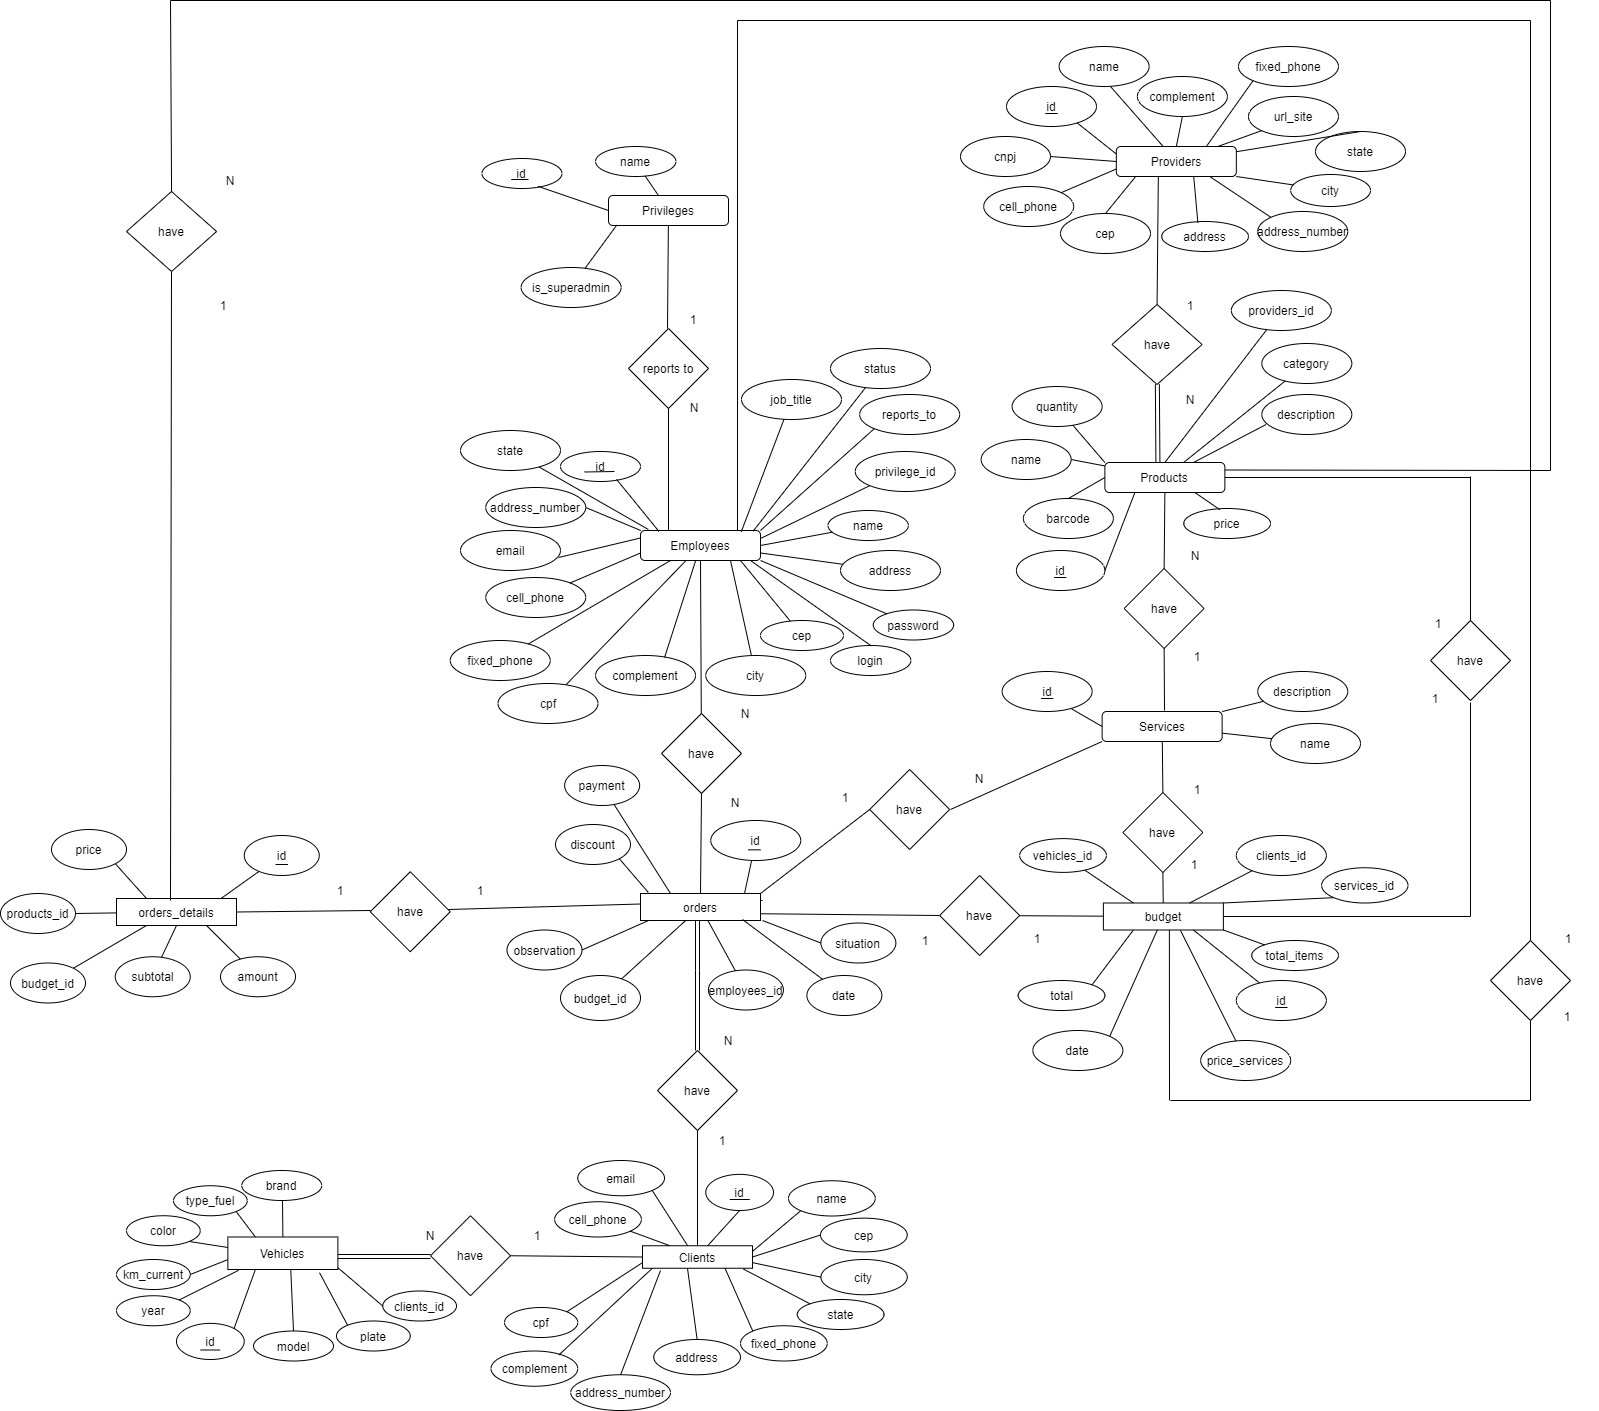 name
fixed_phone
complement
id
url_site
state
cnpj
Providers
city
cell_phone
cep
address
address_number
id
name
Privileges
is_superadmin
N
have
1
1
reports to
N
1
have
N
providers_id
category
description
quantity
name
Products
barcode
price
id
status
job_title
reports_to
privilege_id
name
address
password
login
cep
city
complement
cpf
fixed_phone
cell_phone
email
address_number
state
id
Employees
N
have
N
N
have
1
1
have
1
id
description
Services
name
1
have
N
1
have
1
payment
discount
id
orders
observation
budget_id
employees_id
date
situation
price
id
products_id
orders_details
budget_id
subtotal
amount
1
have
1
have
1
1
vehicles_id
clients_id
services_id
budget
total_items
total
id
date
price_services
1
have
1
N
have
1
email
id
name
cell_phone
cep
Clients
city
cpf
state
complement
address
fixed_phone
address_number
brand
type_fuel
color
Vehicles
N
have
1
km_current
year
clients_id
id
model
plate